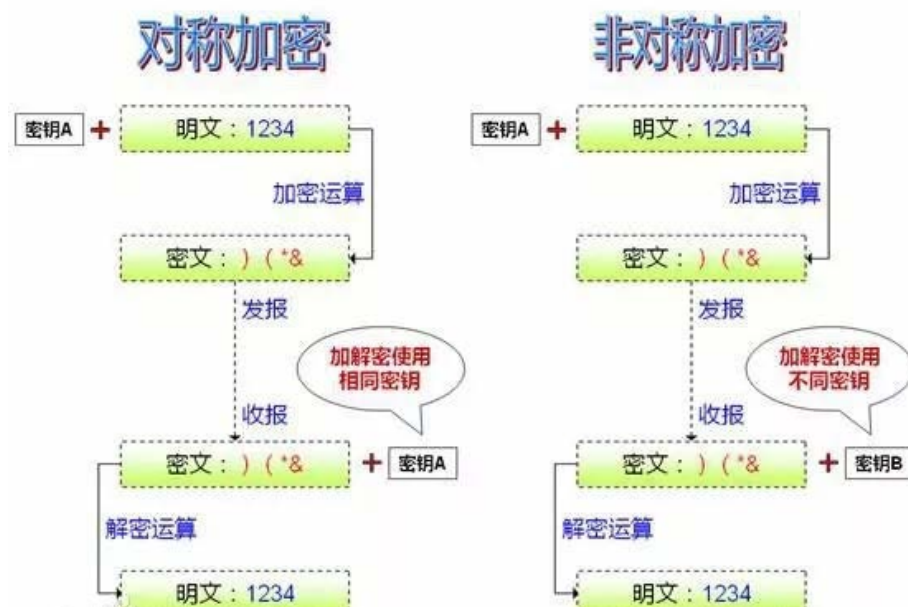 对称加密
密钥A + 明文：1234
加密运算
密文：）（*&
发报
加解密使用
相同密钥
收报
密文：）（*& + 密钥A
解密运算
明文：1234
非对称加密
密钥A + 明文：1234
加密运算
密文：）（*&
发报
加解密使用
不同密钥
收报
密文：）（*& + 密钥B
解密运算
明文：1234